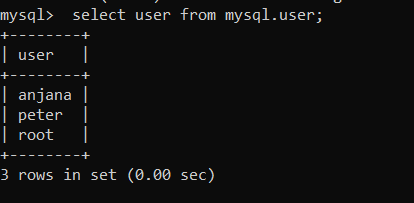 mysql>  select user from mysql.user;
+--------+
| user   |
+--------+
| anjana |
| peter  |
| root   |
+--------+
3 rows in set (0.00 sec)